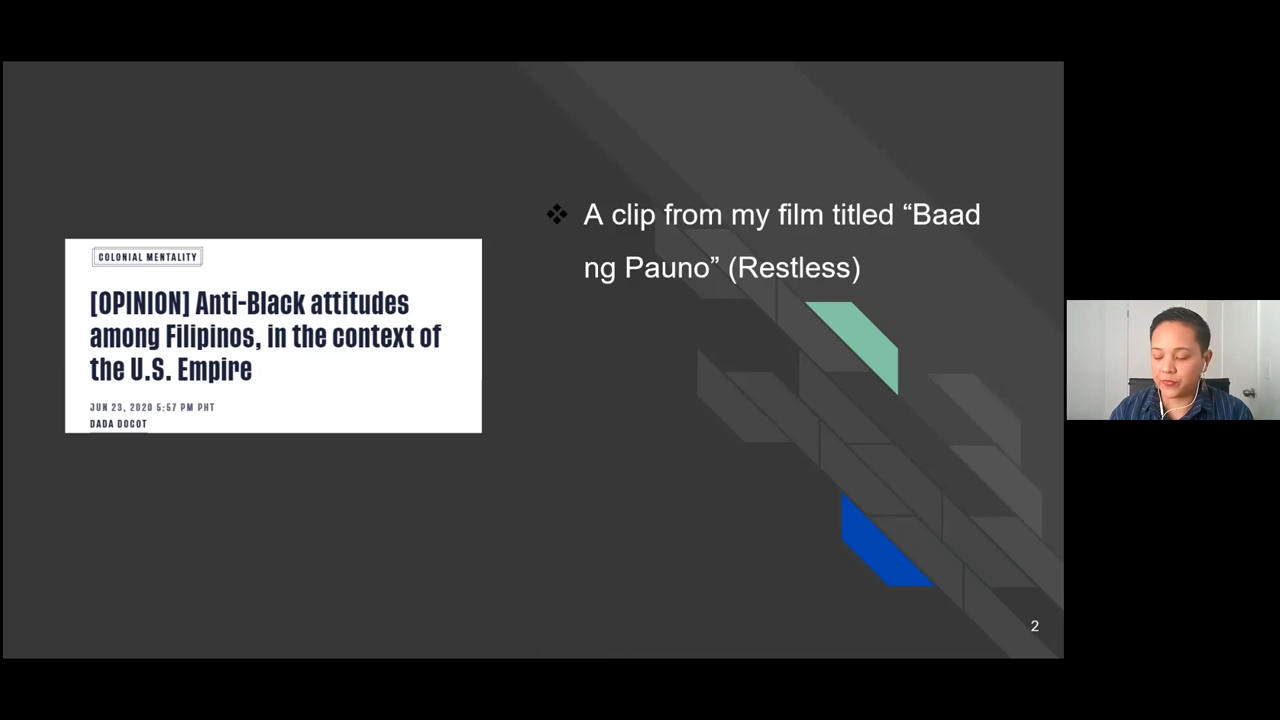 COLONIAL MENTALITY
[OPINION] Anti-Black attitudes
among Filipinos, in the context of
the U.S. Empire
JUN 23, 2020 5:57 PM PHT
DADA DOCOT
❖ A clip from my film titled “Baad
ng Pauno” (Restless)
2